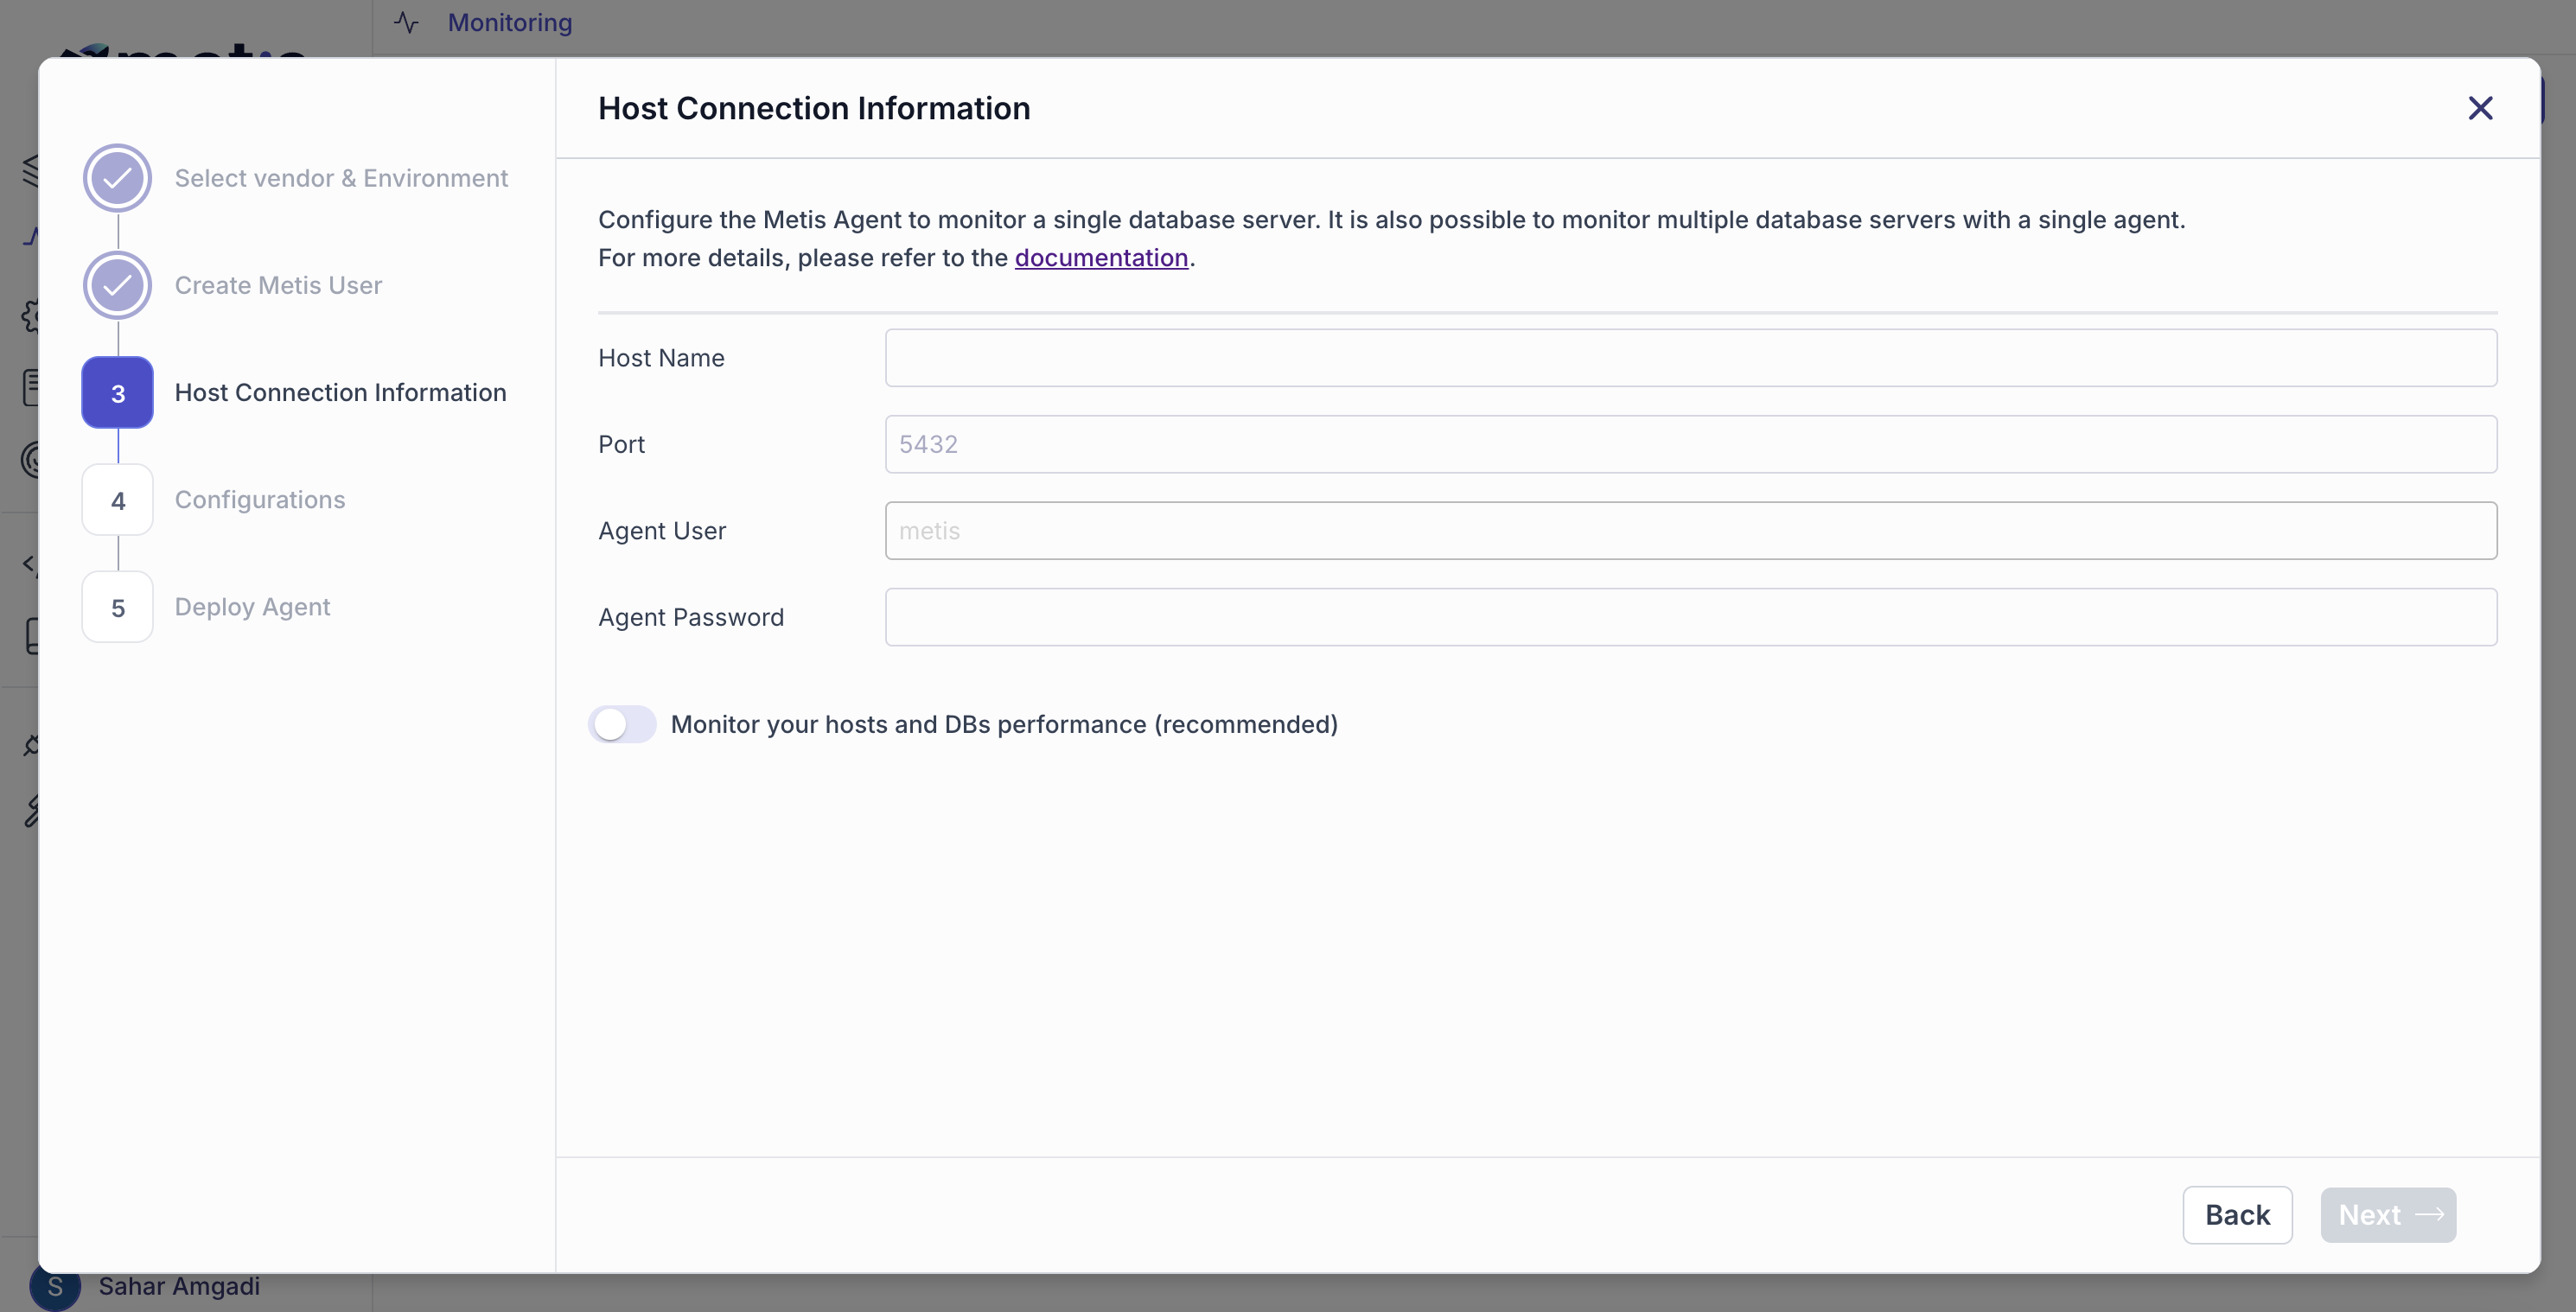 Monitoring
Host Connection Information
Select vendor & Environment
Create Metis User
3 Host Connection Information
4 Configurations
5 Deploy Agent
Configure the Metis Agent to monitor a single database server. It is also possible to monitor multiple database servers with a single agent.
For more details, please refer to the documentation.
Host Name
Port 5432
Agent User metis
Agent Password
Monitor your hosts and DBs performance (recommended)
Back Next
S Sahar Amgadi